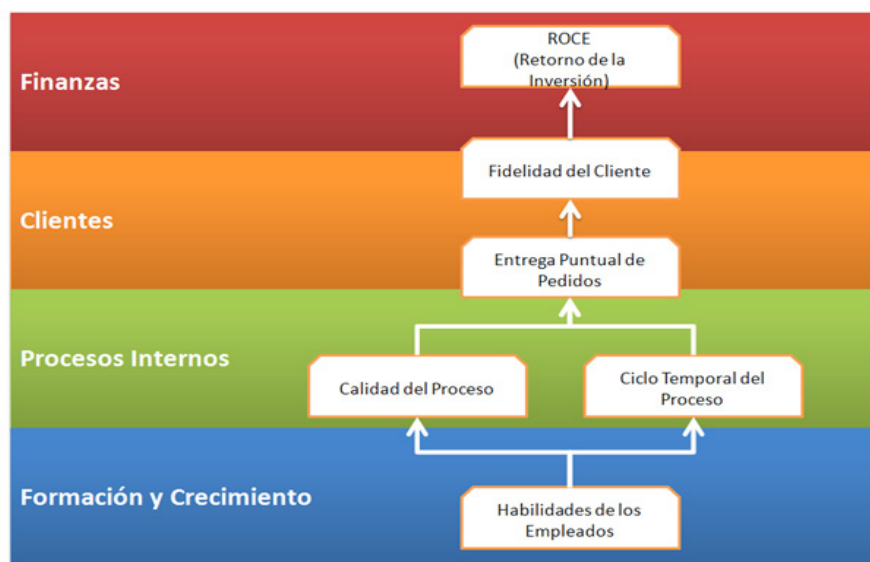 Finanzas
ROCE
(Retorno de la
Inversión)
Clientes
Fidelidad del Cliente
Entrega Puntual de
Pedidos
Procesos Internos
Calidad del Proceso
Ciclo Temporal del
Proceso
Formación y Crecimiento
Habilidades de los
Empleados